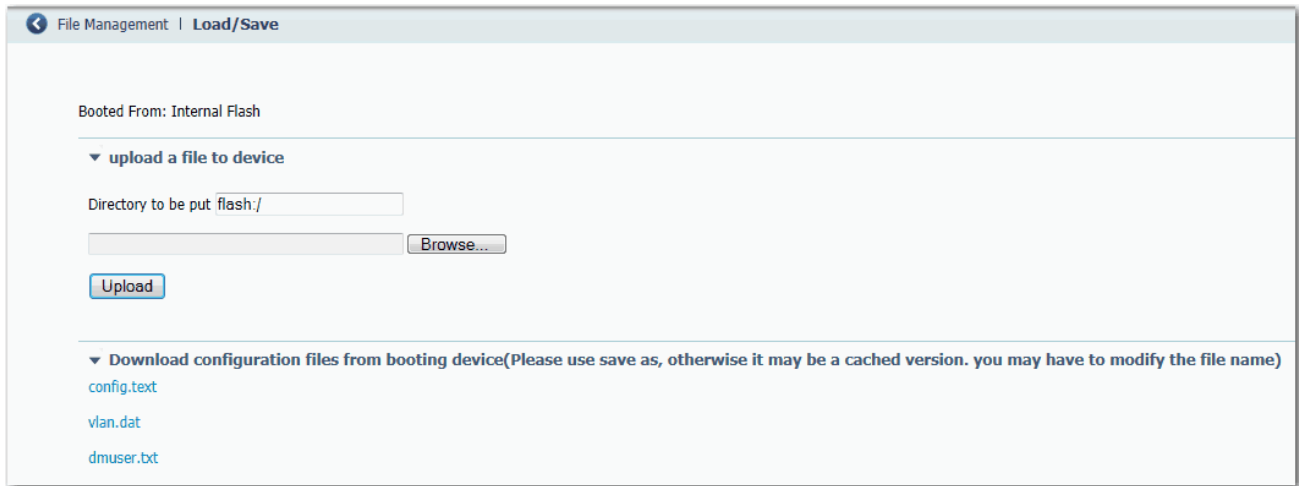 File Management | Load/Save
Booted From: Internal Flash
upload a file to device
Directory to be put flash:/
Browse...
Upload
Download configuration files from booting device(Please use save as, otherwise it may be a cached version. you may have to modify the file name)
config.text
vlan.dat
dmuser.txt